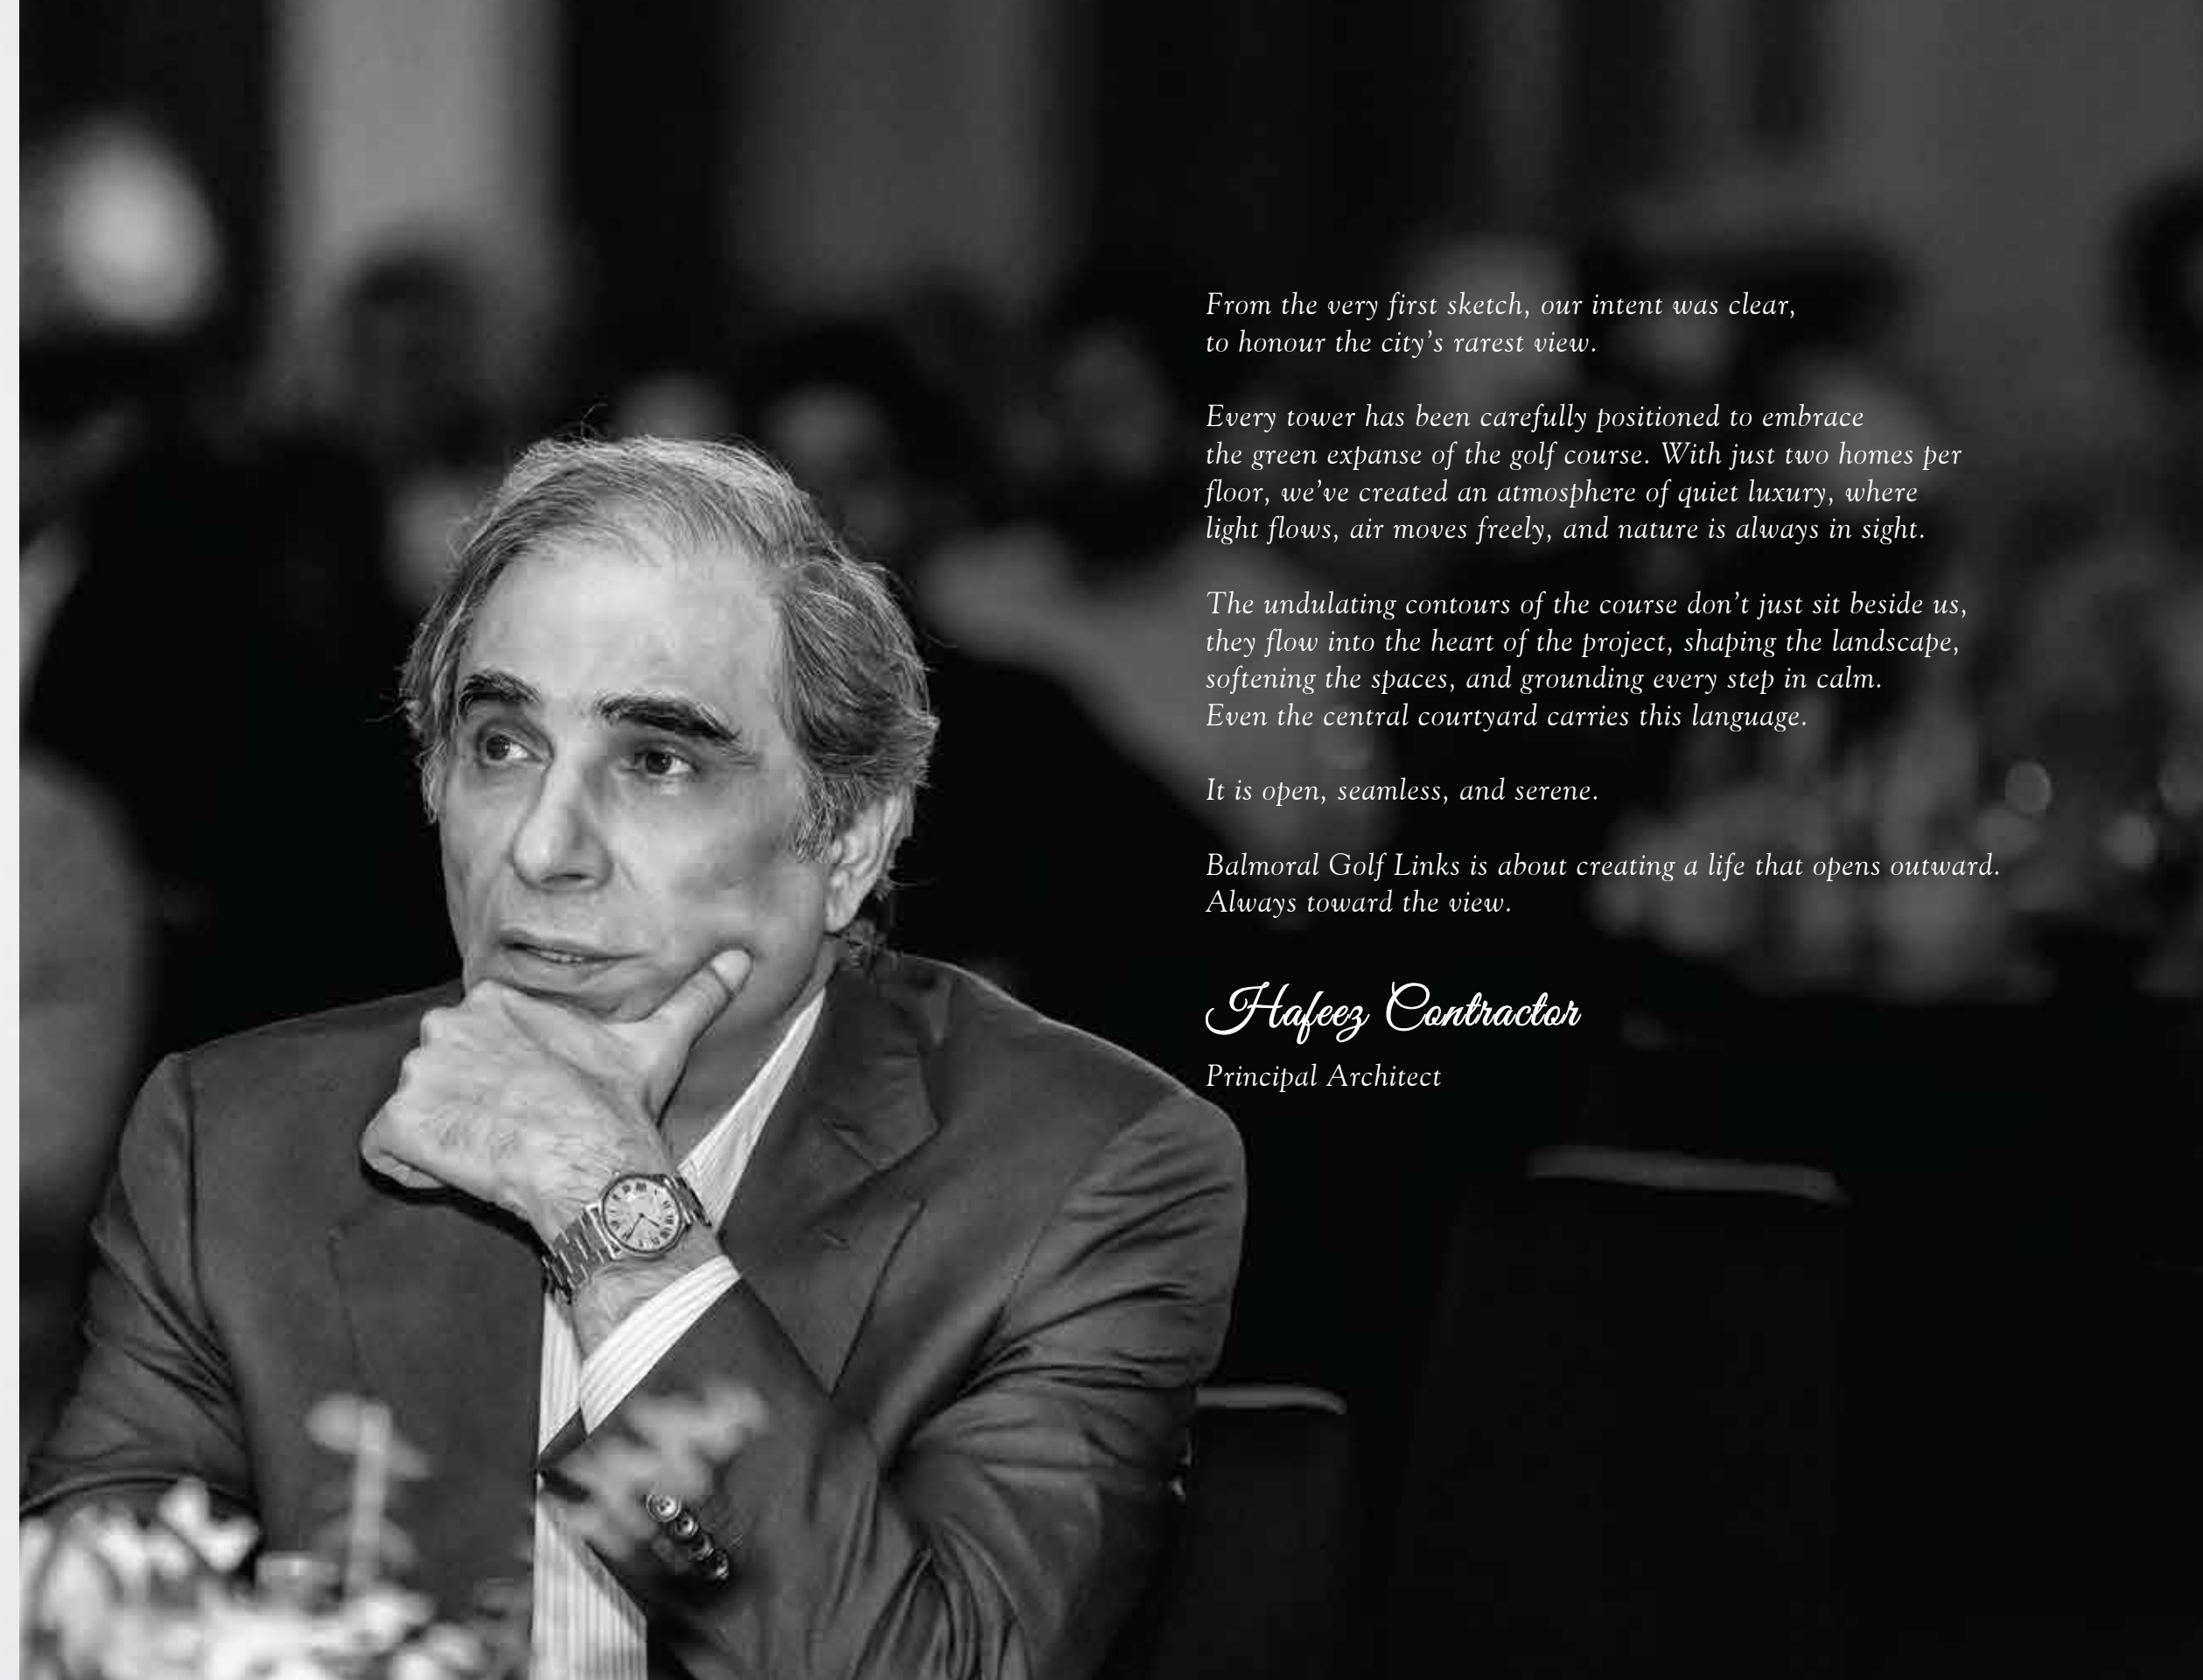 From the very first sketch, our intent was clear,
to honour the city’s rarest view.
Every tower has been carefully positioned to embrace
the green expanse of the golf course. With just two homes per
floor, we’ve created an atmosphere of quiet luxury, where
light flows, air moves freely, and nature is always in sight.
The undulating contours of the course don’t just sit beside us,
they flow into the heart of the project, shaping the landscape,
softening the spaces, and grounding every step in calm.
Even the central courtyard carries this language.
It is open, seamless, and serene.
Balmoral Golf Links is about creating a life that opens outward.
Always toward the view.
Hafeez Contractor
Principal Architect